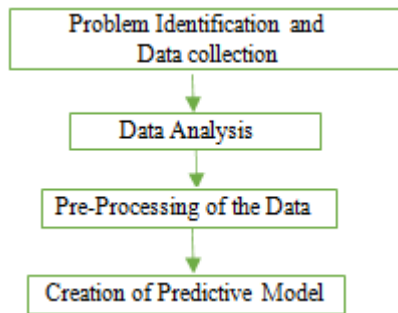 Problem Identification and
Data collection
Data Analysis
Pre-Processing of the Data
Creation of Predictive Model